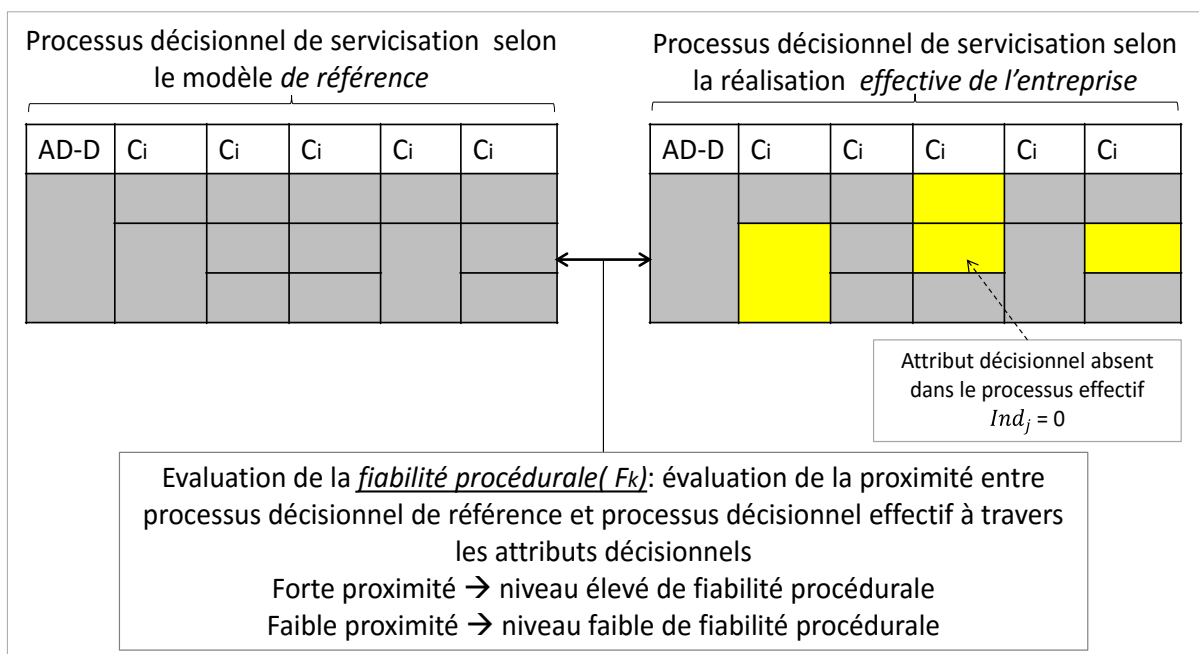 Processus décisionnel de servicisation selon
le modèle de référence
AD-D Ci Ci Ci Ci Ci
Processus décisionnel de servicisation selon
la réalisation effective de l'entreprise
AD-D Ci Ci Ci Ci Ci
Attribut décisionnel absent
dans le processus effectif
Ind_j = 0
Evaluation de la fiabilité procédurale( Fk): évaluation de la proximité entre
processus décisionnel de référence et processus décisionnel effectif à travers
les attributs décisionnels
Forte proximité → niveau élevé de fiabilité procédurale
Faible proximité → niveau faible de fiabilité procédurale